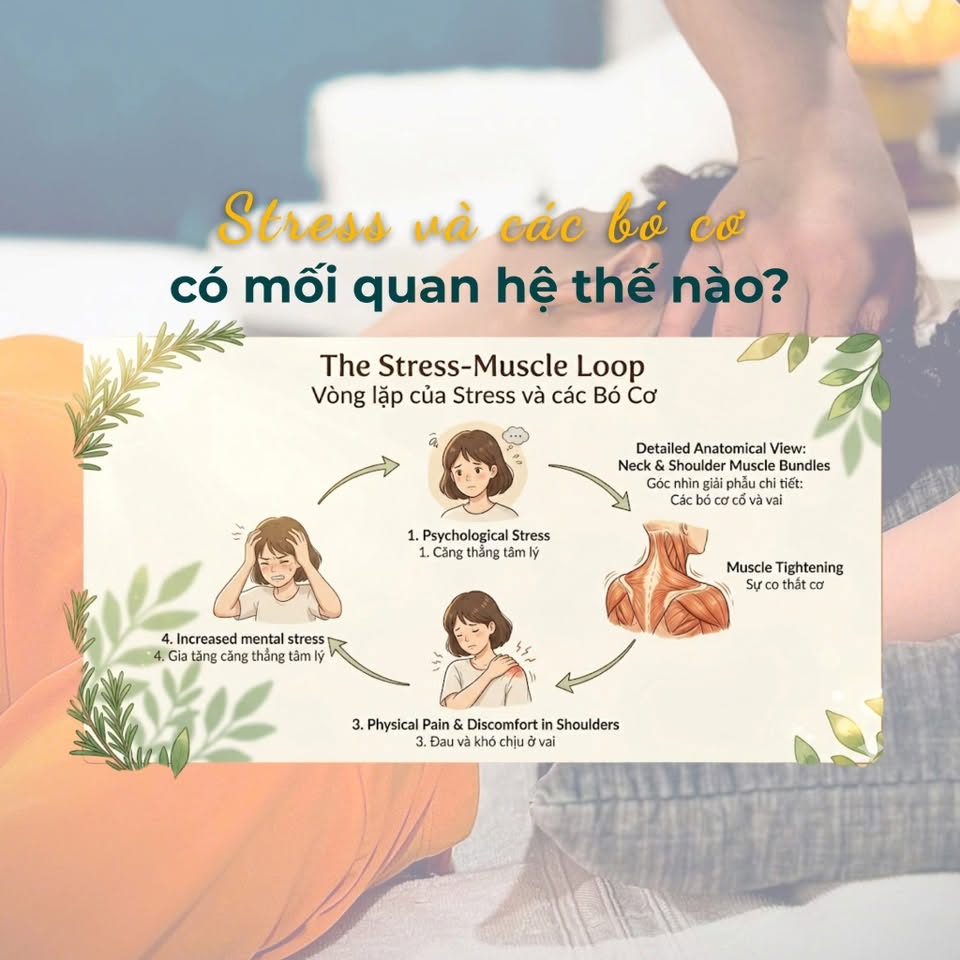 Stress và các bó cơ
có mối quan hệ thế nào?
The Stress-Muscle Loop
Vòng lặp của Stress và các Bó Cơ
Detailed Anatomical View:
Neck & Shoulder Muscle Bundles
Góc nhìn giải phẫu chi tiết:
Các bó cơ cổ và vai
1. Psychological Stress
1. Căng thẳng tâm lý
Muscle Tightening
Sự co thắt cơ
3. Physical Pain & Discomfort in Shoulders
3. Đau và khó chịu ở vai
4. Increased mental stress
4. Gia tăng căng thẳng tâm lý